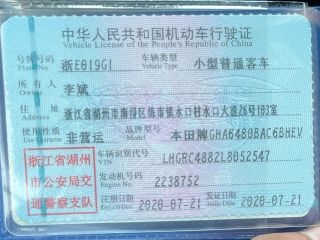 中华人民共和国机动车行驶证
Vehicle License of the People's Republic of China
号牌号码 浙E019G1 车辆类型 小型普通客车
Plate No. Vehicle Type
所有人 李斌
Owner
住址 浙江省湖州市南浔区练市镇水口村水口大道26号103室
使用性质 非营运 品牌型号 本田牌GHA6480BAC6BHEV
Use Character
浙江省湖州 车辆识别代号 LHGRC4882L8052547
VIN
市公安局交 发动机号码 2238752
Engine No.
通警察支队 注册日期 2020-07-21 发证日期 2020-07-21